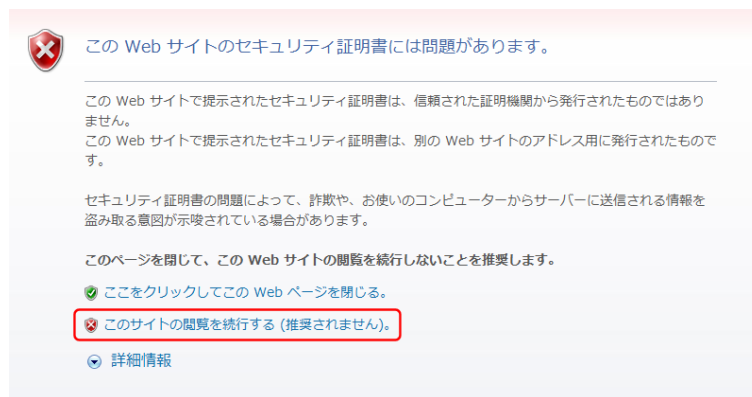 この Web サイトのセキュリティ証明書には問題があります。
この Web サイトで提示されたセキュリティ証明書は、信頼された証明機関から発行されたものではあり
ません。
この Web サイトで提示されたセキュリティ証明書は、別の Web サイトのアドレス用に発行されたもので
す。
セキュリティ証明書の問題によって、詐欺や、お使いのコンピューターからサーバーに送信される情報を
盗み取る意図が示唆されている場合があります。
このページを閉じて、この Web サイトの閲覧を続行しないことを推奨します。
ここをクリックしてこの Web ページを閉じる。
このサイトの閲覧を続行する (推奨されません)。
詳細情報